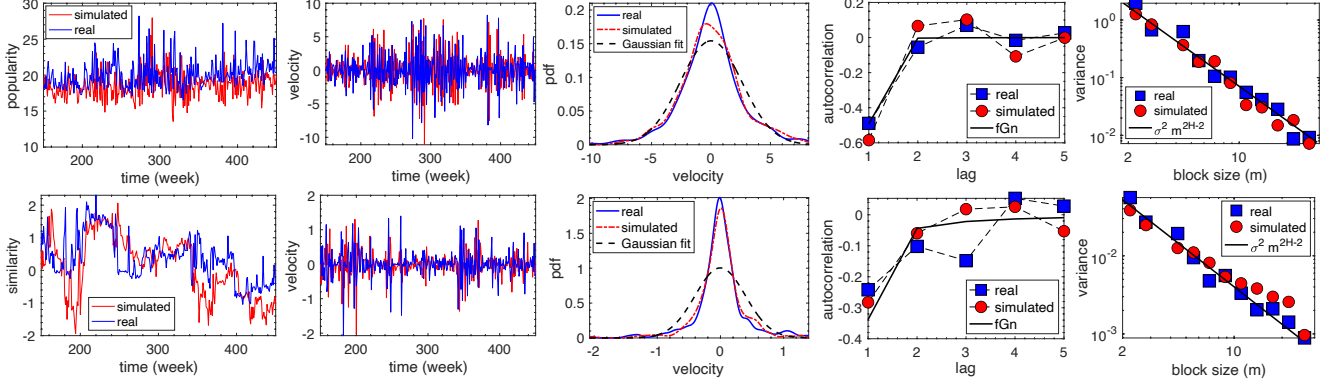 30
25
20
15
10
popularity
simulated
real
200
300
400
time (week)
10
5
0
-5
-10
velocity
200
300
400
time (week)
0.2
0.15
0.1
0.05
0
pdf
real
simulated
Gaussian fit
-10
-5
0
5
velocity
0.2
0
-0.2
-0.4
-0.6
autocorrelation
real
simulated
fGn
1
2
3
4
5
lag
10^0
10^-1
10^-2
variance
real
simulated
σ^2 m^2H-2
2
10
block size (m)
2
1
0
-1
-2
similarity
simulated
real
200
300
400
time (week)
2
1
0
-1
-2
velocity
200
300
400
time (week)
2
1.5
1
0.5
0
pdf
real
simulated
Gaussian fit
-2
-1
0
1
velocity
0
-0.1
-0.2
-0.3
-0.4
autocorrelation
real
simulated
fGn
1
2
3
4
5
lag
10^-2
10^-3
variance
real
simulated
σ^2 m^2H-2
2
10
block size (m)